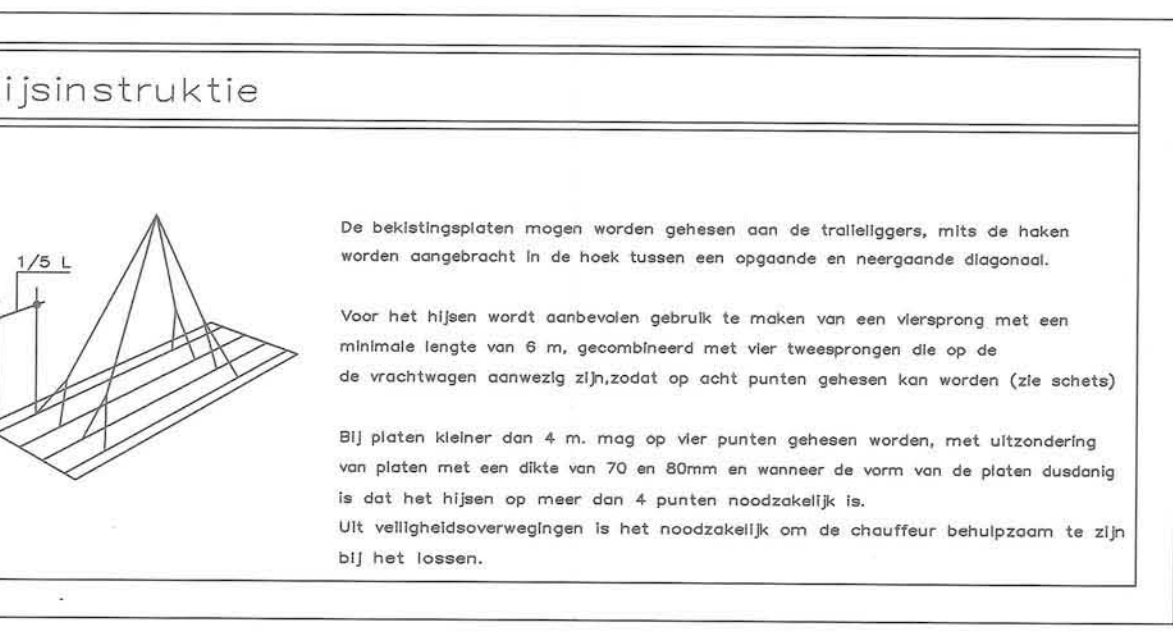 ijsinstruktie
1/5 L
De bekistingsplaten mogen worden gehesen aan de tralieliggers, mits de haken
worden aangebracht in de hoek tussen een opgaande en neergaande diagonaal.
Voor het hijsen wordt aanbevolen gebruik te maken van een viersprong met een
minimale lengte van 6 m, gecombineerd met vier tweesprongen die op de
de vrachtwagen aanwezig zijn,zodat op acht punten gehesen kan worden (zie schets)
Bij platen kleiner dan 4 m. mag op vier punten gehesen worden, met uitzondering
van platen met een dikte van 70 en 80mm en wanneer de vorm van de platen dusdanig
is dat het hijsen op meer dan 4 punten noodzakelijk is.
Uit veiligheidsoverwegingen is het noodzakelijk om de chauffeur behulpzaam te zijn
bij het lossen.